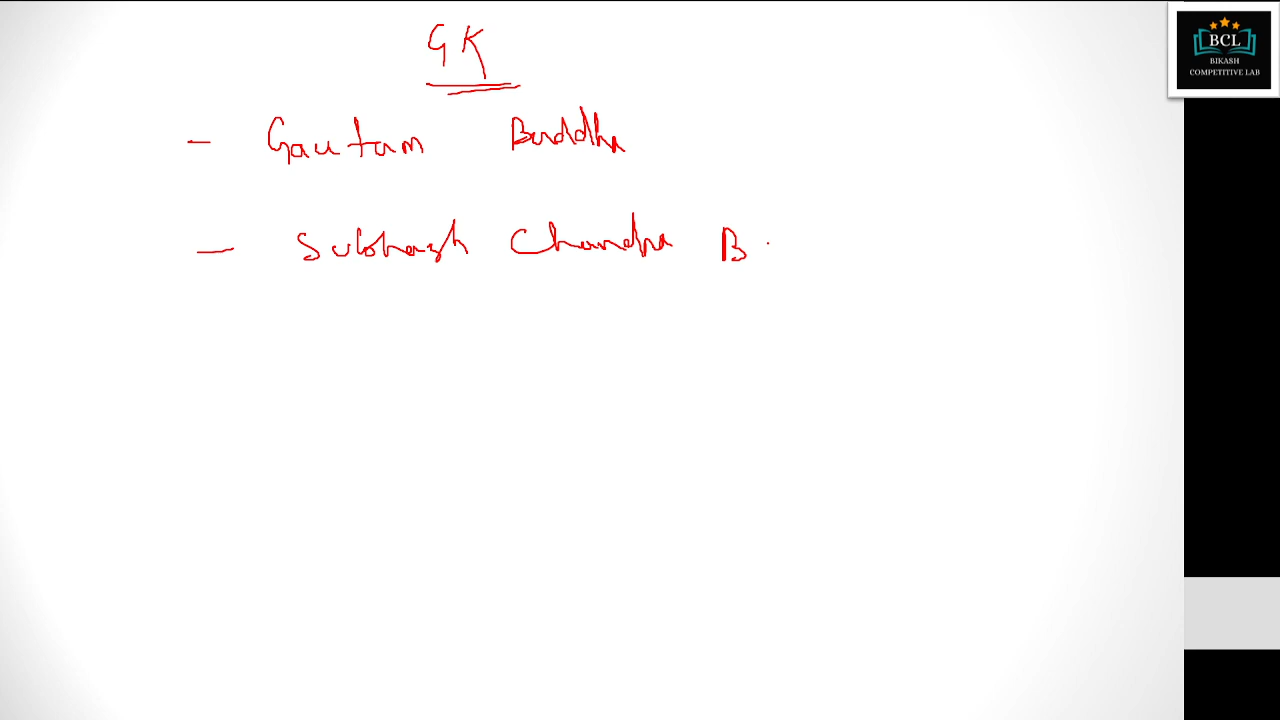 GK
- Gautam Buddha
- Subhash Chandra B
BCL
BIKASH
COMPETITIVE LAB